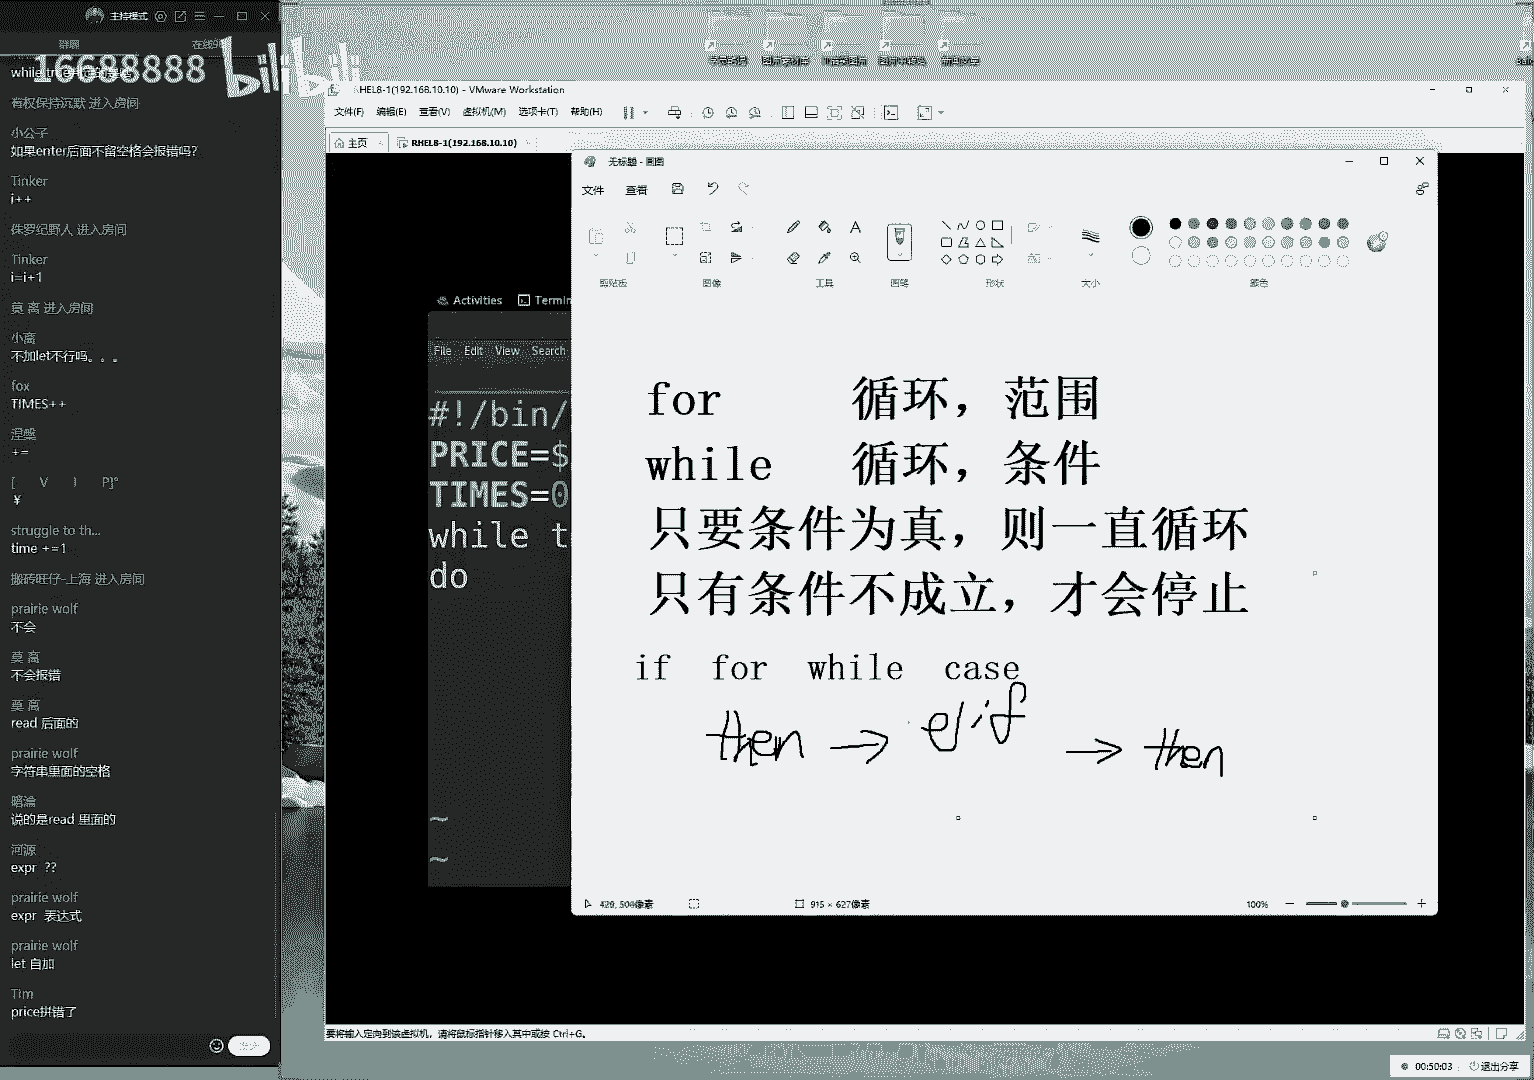 主持模式
群聊
16688888 bilibili
有权保持沉默 进入房间
小公子
如果enter后面不留空格会报错吗?
Tinker
i++
侏罗纪野人 进入房间
Tinker
i=i+1
莫 离 进入房间
小离
不加let不行吗。。。
fox
TIMES++
涅槃
+=
[ V I P]°
¥
struggle to th...
time +=1
搬砖旺仔-上海 进入房间
prairie wolf
不会
莫 离
不会报错
莫 离
read 后面的
prairie wolf
字符串里面的空格
说的是read 里面的
河源
expr ??
prairie wolf
expr 表达式
prairie wolf
let 自加
Tim
price拼错了
RHEL8-1(192.168.10.10) - VMware Workstation
文件(F) 编辑(E) 查看(V) 虚拟机(M) 选项卡(T) 帮助(H)
主页 RHEL8-1(192.168.10.10)
Activities Termin
File Edit View Search
#!/bin/
PRICE=$
TIMES=0
while t
do
~
~
无标题 - 画图
文件 查看
剪贴板 图像 工具 画笔 形状 大小 颜色
for 循环，范围
while 循环，条件
只要条件为真，则一直循环
只有条件不成立，才会停止
if for while case
then → elif → then
915 × 627像素 100%
要将输入定向到该虚拟机，请将鼠标指针移入其中或按 Ctrl+G。
00:50:03 退出分享